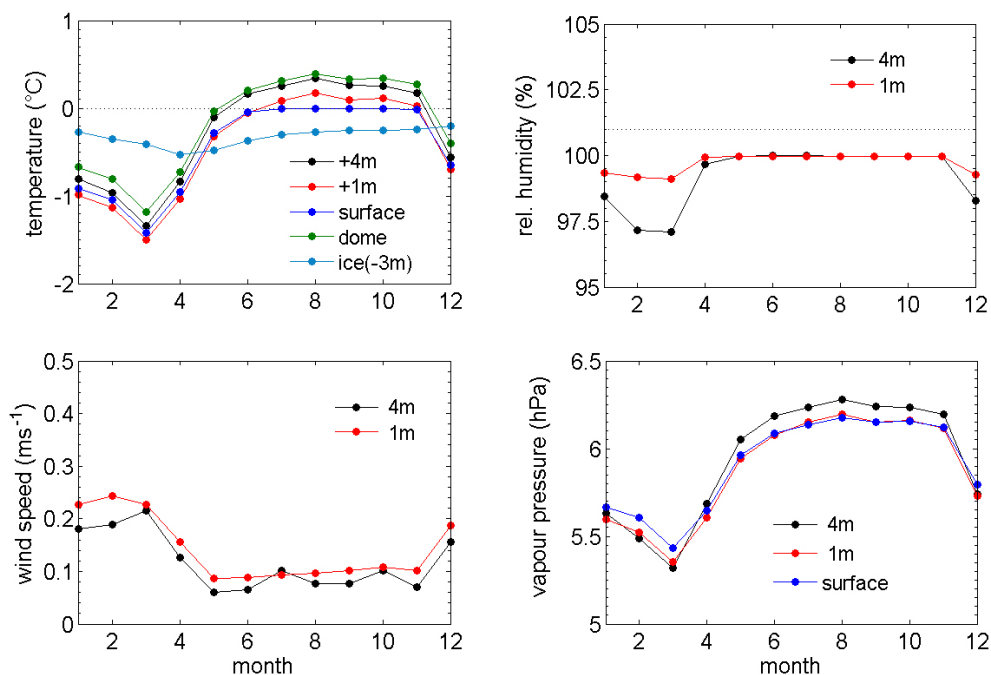 1
0
-1
-2
temperature (°C)
+4m
+1m
surface
dome
ice(-3m)
2 4 6 8 10 12
105
102.5
100
97.5
95
rel. humidity (%)
4m
1m
2 4 6 8 10 12
0.5
0.4
0.3
0.2
0.1
0
wind speed (ms⁻¹)
4m
1m
2 4 6 8 10 12
month
6.5
6
5.5
5
vapour pressure (hPa)
4m
1m
surface
2 4 6 8 10 12
month